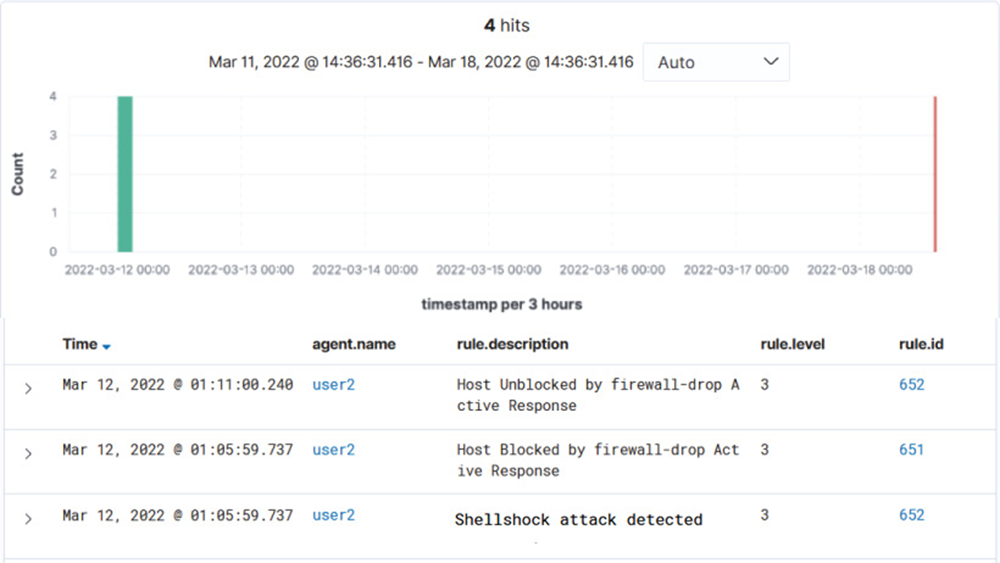 4 hits
Mar 11, 2022 @ 14:36:31.416 - Mar 18, 2022 @ 14:36:31.416 Auto
4
3
2
1
0
Count
2022-03-12 00:00 2022-03-13 00:00 2022-03-14 00:00 2022-03-15 00:00 2022-03-16 00:00 2022-03-17 00:00 2022-03-18 00:00
timestamp per 3 hours
Time agent.name rule.description rule.level rule.id
Mar 12, 2022 @ 01:11:00.240 user2 Host Unblocked by firewall-drop A 3 652
ctive Response
Mar 12, 2022 @ 01:05:59.737 user2 Host Blocked by firewall-drop Act 3 651
ive Response
Mar 12, 2022 @ 01:05:59.737 user2 Shellshock attack detected 3 652